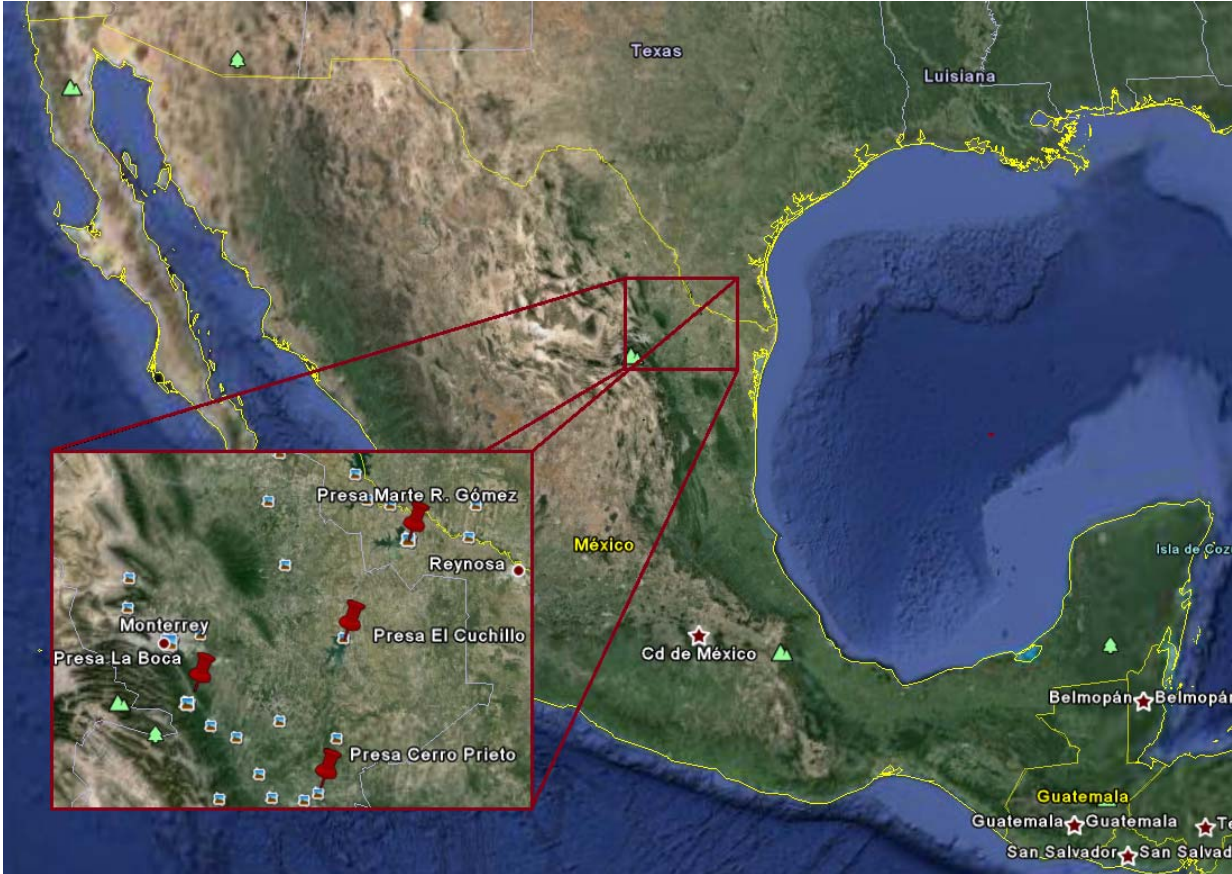 Texas
Luisiana
México
Isla de Coz
Cd de México
Belmopán
Belmopán
Guatemala
Guatemala
Guatemala
Te
San Salvador
San Salvad
Presa Marte R. Gómez
Reynosa
Presa El Cuchillo
Monterrey
Presa La Boca
Presa Cerro Prieto